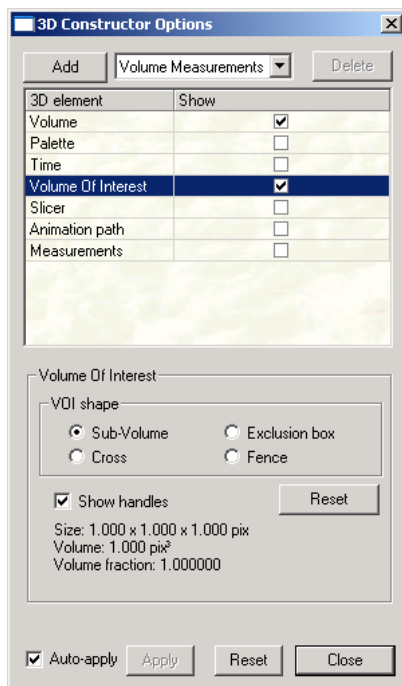 3D Constructor Options
Add Volume Measurements Delete
3D element Show
Volume
Palette
Time
Volume Of Interest
Slicer
Animation path
Measurements
Volume Of Interest
VOI shape
Sub-Volume Exclusion box
Cross Fence
Show handles Reset
Size: 1.000 x 1.000 x 1.000 pix
Volume: 1.000 pix³
Volume fraction: 1.000000
Auto-apply Apply Reset Close